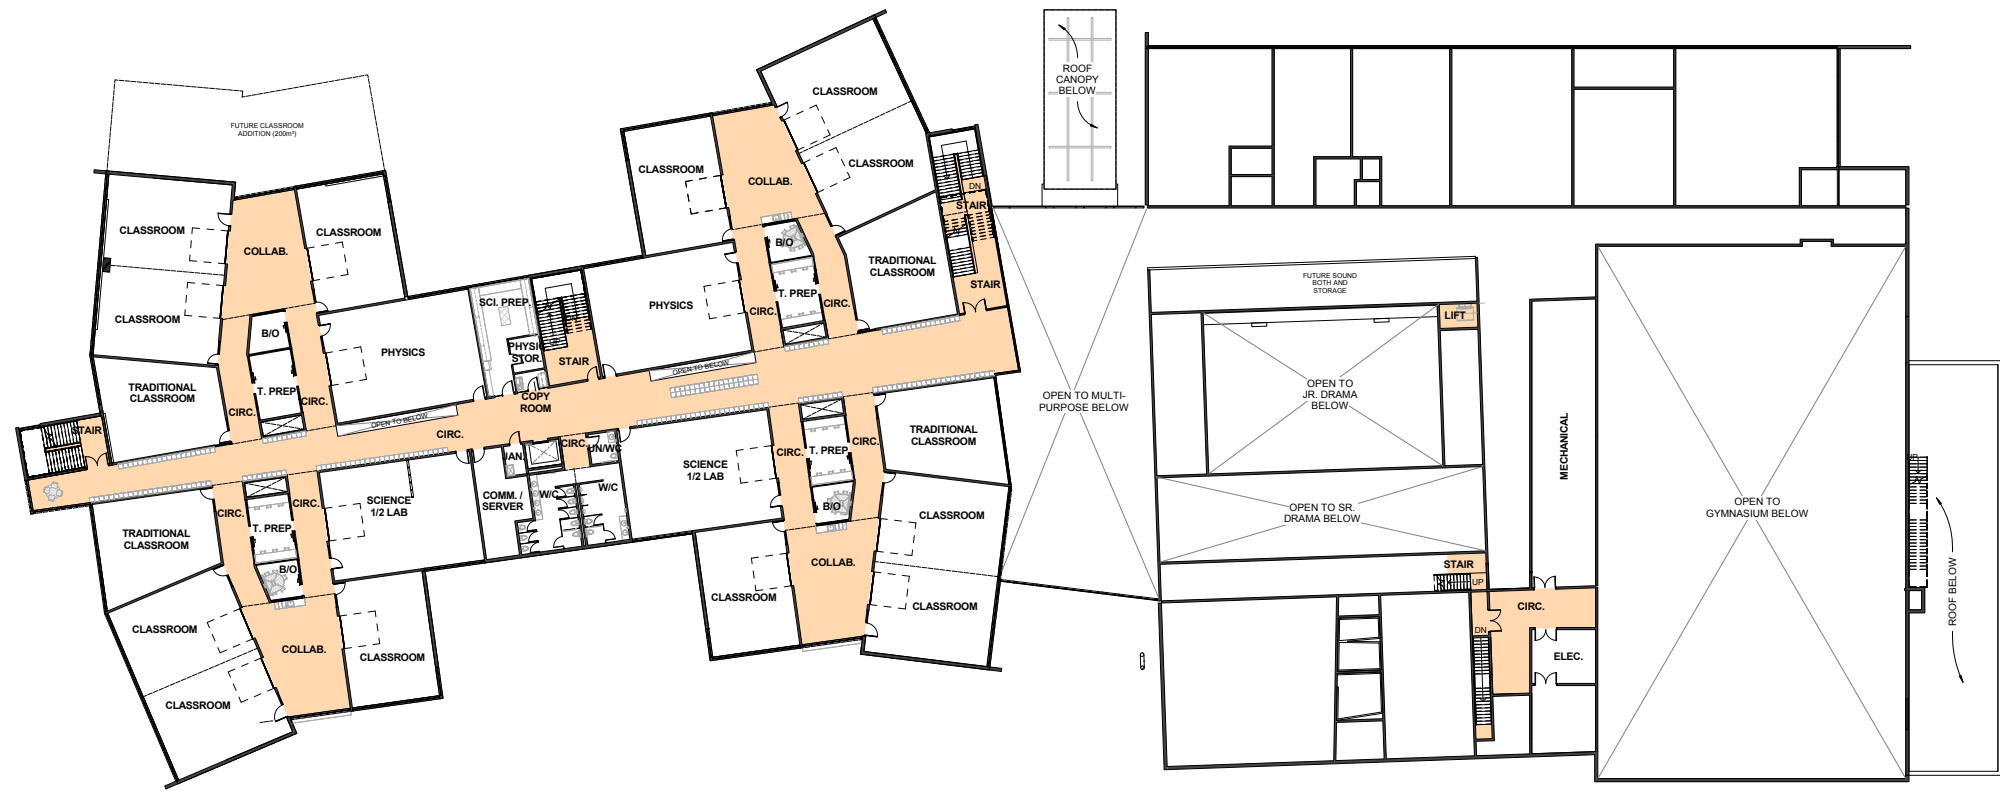 ROOF
CANOPY
BELOW
CLASSROOM
CLASSROOM
CLASSROOM
COLLAB.
DN
STAIR
STAIR
B/O
TRADITIONAL
CLASSROOM
T. PREP
CIRC.
CIRC.
PHYSICS
FUTURE CLASSROOM
ADDITION (200m²)
CLASSROOM
CLASSROOM
COLLAB.
CLASSROOM
B/O
TRADITIONAL
CLASSROOM
T. PREP
CIRC.
CIRC.
PHYSICS
SCI. PREP.
STOR.
STAIR
OPEN TO BELOW
OPEN TO BELOW
COPY
ROOM
STAIR
CIRC.
CIRC.
JAN.
UN/WC
W/C
W/C
COMM. /
SERVER
SCIENCE
1/2 LAB
SCIENCE
1/2 LAB
CIRC.
CIRC.
T. PREP
B/O
TRADITIONAL
CLASSROOM
CLASSROOM
CLASSROOM
COLLAB.
CLASSROOM
CIRC.
CIRC.
T. PREP
B/O
TRADITIONAL
CLASSROOM
CLASSROOM
CLASSROOM
COLLAB.
CLASSROOM
OPEN TO MULTI-
PURPOSE BELOW
FUTURE SOUND
BOTH AND
STORAGE
LIFT
OPEN TO
JR. DRAMA
BELOW
OPEN TO SR.
DRAMA BELOW
MECHANICAL
STAIR
UP
DN
CIRC.
ELEC.
OPEN TO
GYMNASIUM BELOW
UP
ROOF BELOW